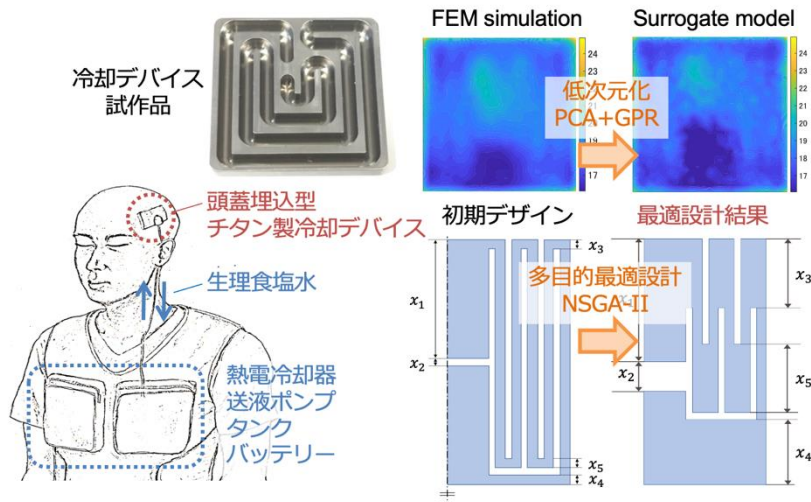 冷却デバイス
試作品
FEM simulation
Surrogate model
24
23
22
21
20
19
18
17
低次元化
PCA+GPR
24
23
22
21
20
19
18
17
頭蓋埋込型
チタン製冷却デバイス
生理食塩水
熱電冷却器
送液ポンプ
タンク
バッテリー
初期デザイン
最適設計結果
多目的最適設計
NSGA-II
x₁
x₂
x₃
x₅
x₄
x₂
x₃
x₅
x₄